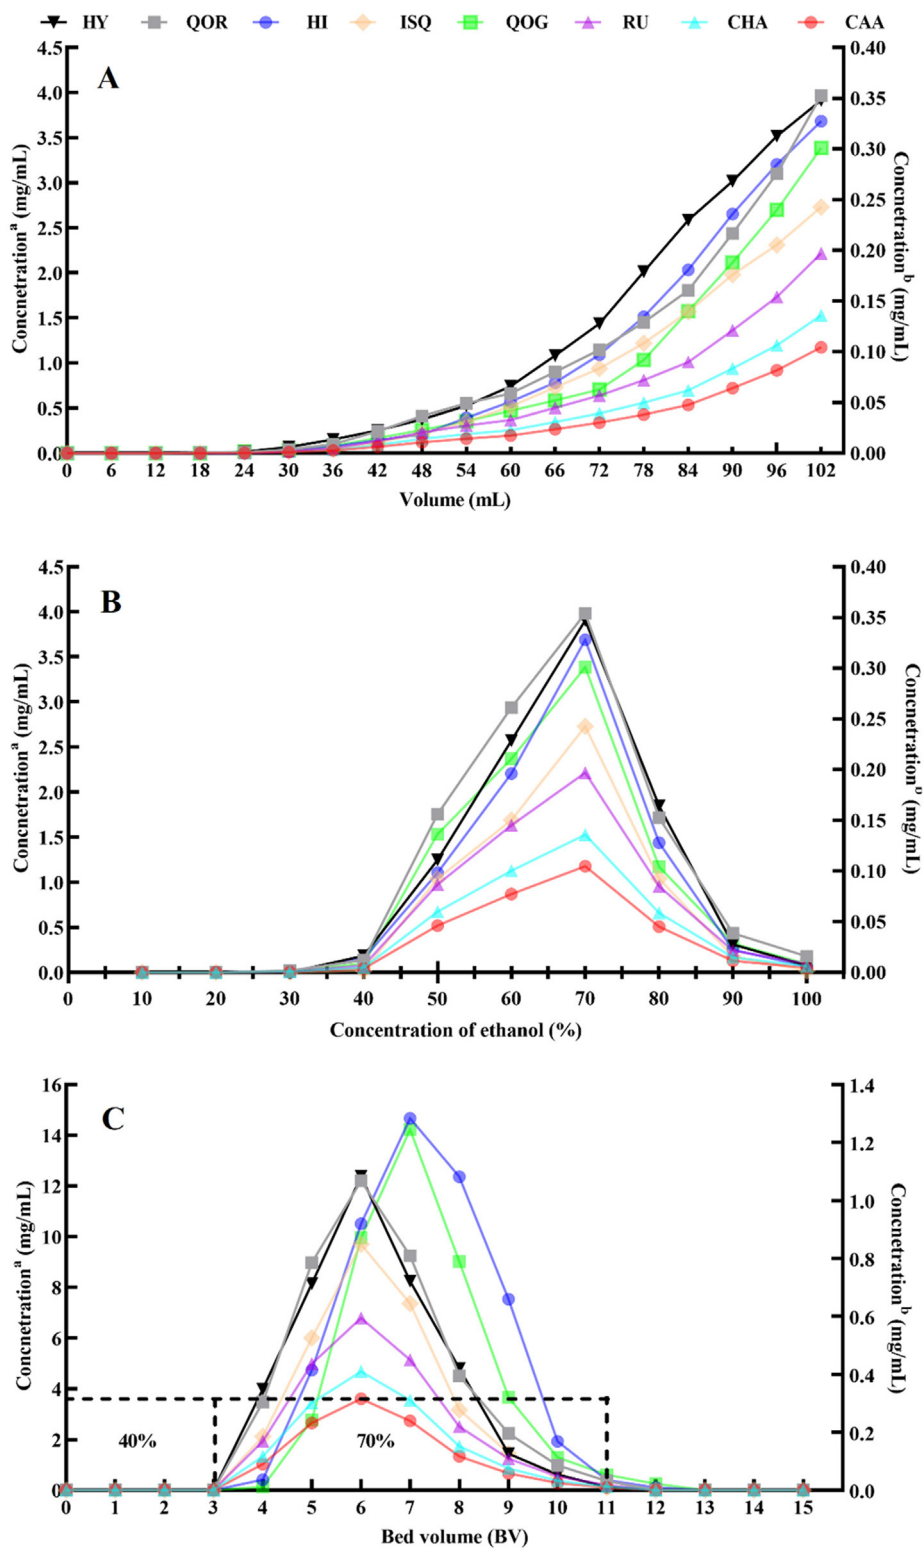 HY QOR HI ISQ QOG RU CHA CAA
A
4.5 4.0 3.5 3.0 2.5 2.0 1.5 1.0 0.5 0.0
Concnetrationᵃ (mg/mL)
0.40 0.35 0.30 0.25 0.20 0.15 0.10 0.05 0.00
Concnetrationᵇ (mg/mL)
0 6 12 18 24 30 36 42 48 54 60 66 72 78 84 90 96 102
Volume (mL)
B
4.5 4.0 3.5 3.0 2.5 2.0 1.5 1.0 0.5 0.0
Concnetrationᵃ (mg/mL)
0.40 0.35 0.30 0.25 0.20 0.15 0.10 0.05 0.00
Concnetrationᵇ (mg/mL)
0 10 20 30 40 50 60 70 80 90 100
Concentration of ethanol (%)
C
16 14 12 10 8 6 4 2 0
Concnetrationᵃ (mg/mL)
1.4 1.2 1.0 0.8 0.6 0.4 0.2 0.0
Concnetrationᵇ (mg/mL)
40% 70%
0 1 2 3 4 5 6 7 8 9 10 11 12 13 14 15
Bed volume (BV)